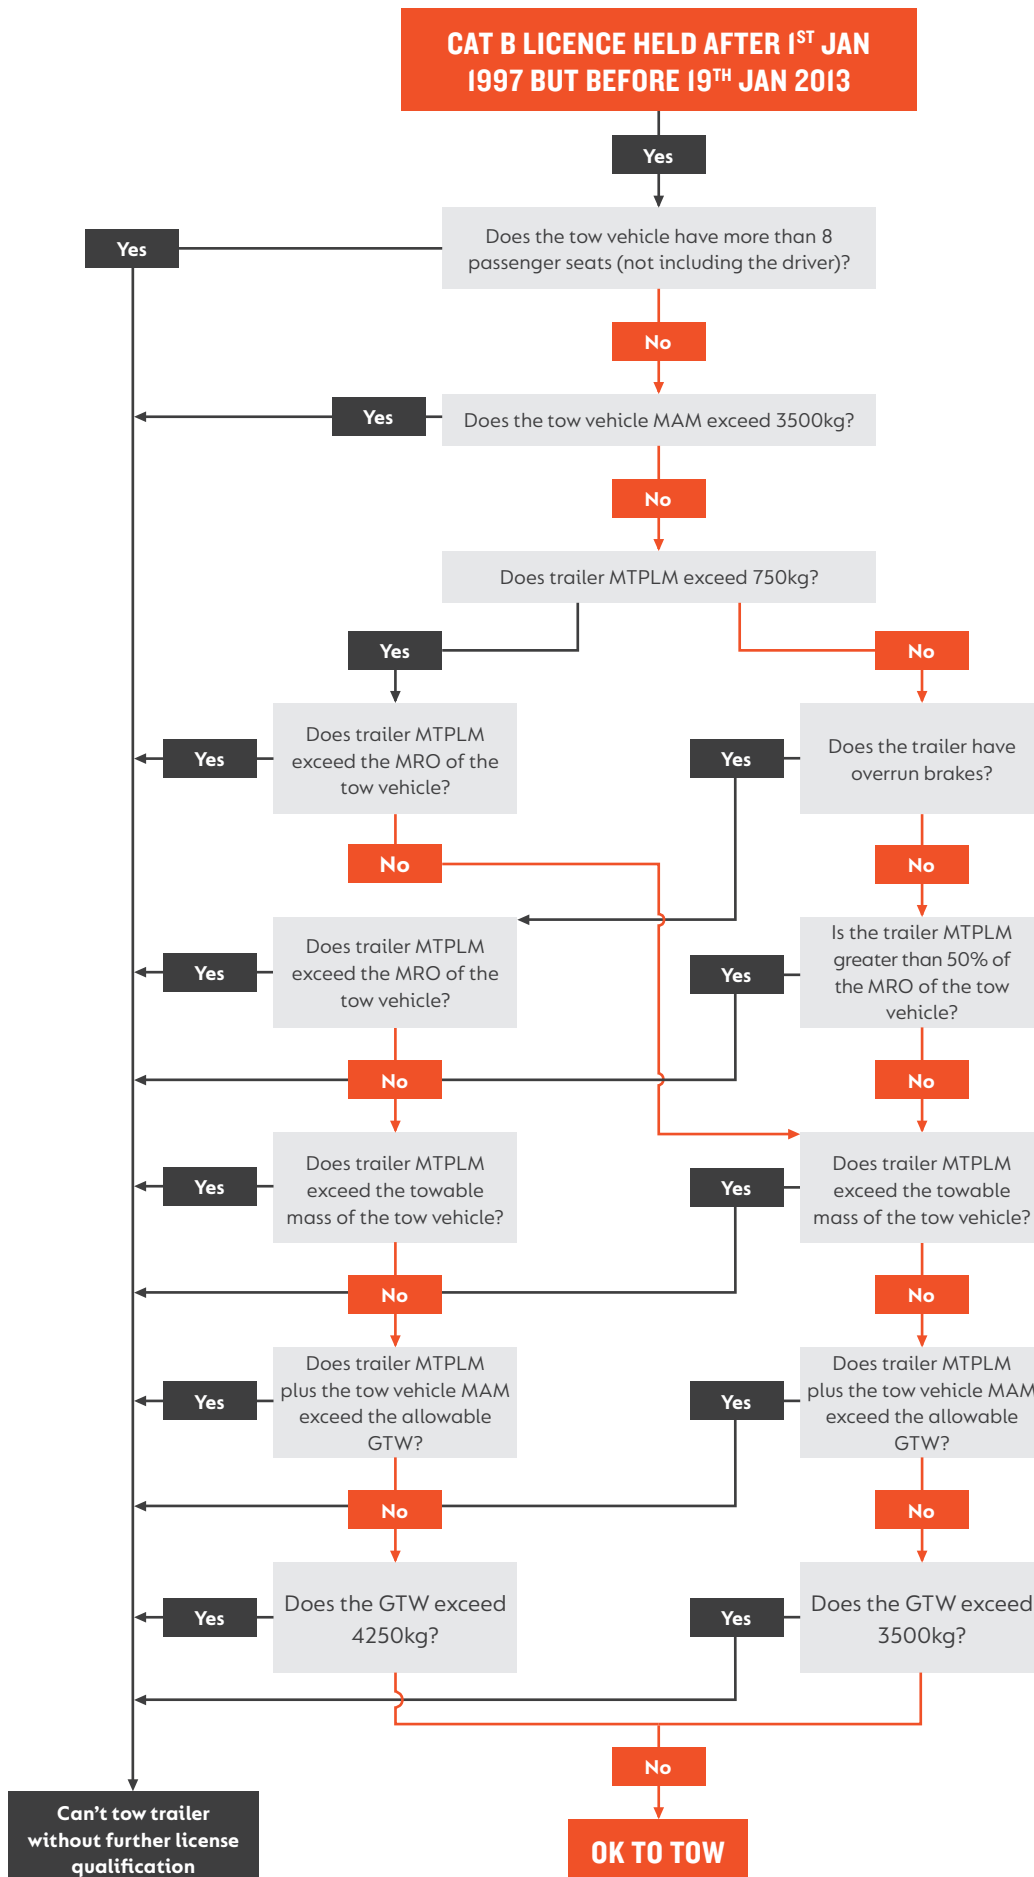 CAT B LICENCE HELD AFTER 1ST JAN
1997 BUT BEFORE 19TH JAN 2013
Yes
Does the tow vehicle have more than 8
passenger seats (not including the driver)?
Yes
No
Does the tow vehicle MAM exceed 3500kg?
Yes
No
Does trailer MTPLM exceed 750kg?
Yes
No
Does trailer MTPLM
exceed the MRO of the
tow vehicle?
Yes
No
Does the trailer have
overrun brakes?
Yes
No
Does trailer MTPLM
exceed the MRO of the
tow vehicle?
Yes
No
Is the trailer MTPLM
greater than 50% of
the MRO of the tow
vehicle?
Yes
No
Does trailer MTPLM
exceed the towable
mass of the tow vehicle?
Yes
No
Does trailer MTPLM
exceed the towable
mass of the tow vehicle?
Yes
No
Does trailer MTPLM
plus the tow vehicle MAM
exceed the allowable
GTW?
Yes
No
Does trailer MTPLM
plus the tow vehicle MAM
exceed the allowable
GTW?
Yes
No
Does the GTW exceed
4250kg?
Yes
Does the GTW exceed
3500kg?
Yes
No
Can’t tow trailer
without further license
qualification
OK TO TOW